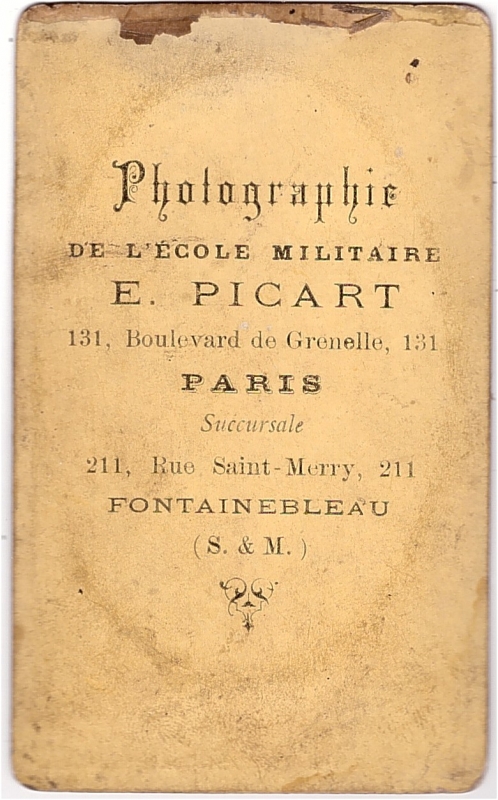 Photographie
DE L'ÉCOLE MILITAIRE
E. PICART
131, Boulevard de Grenelle, 131
PARIS
Succursale
211, Rue Saint-Merry, 211
FONTAINEBLEAU
(S. & M.)